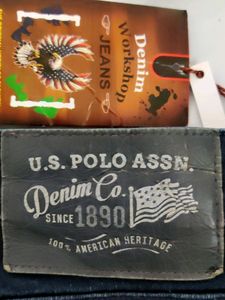 Denim
Workshop
JEANS
U.S. POLO ASSN.
Denim Co.
SINCE 1890
100% AMERICAN HERITAGE